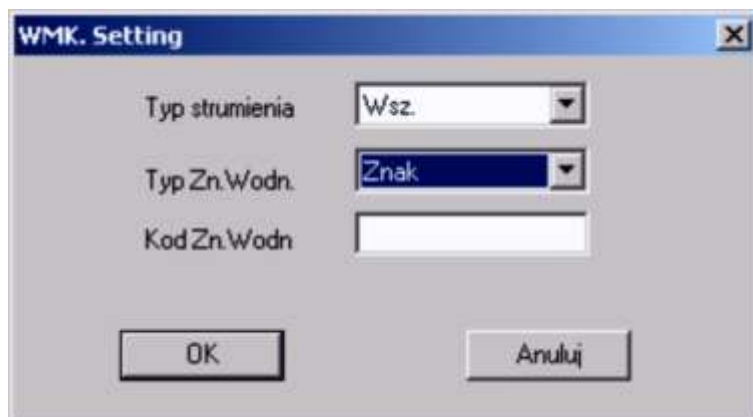 WMK. Setting
Typ strumienia Wsz.
Typ Zn.Wodn. Znak
Kod Zn.Wodn
OK Anuluj